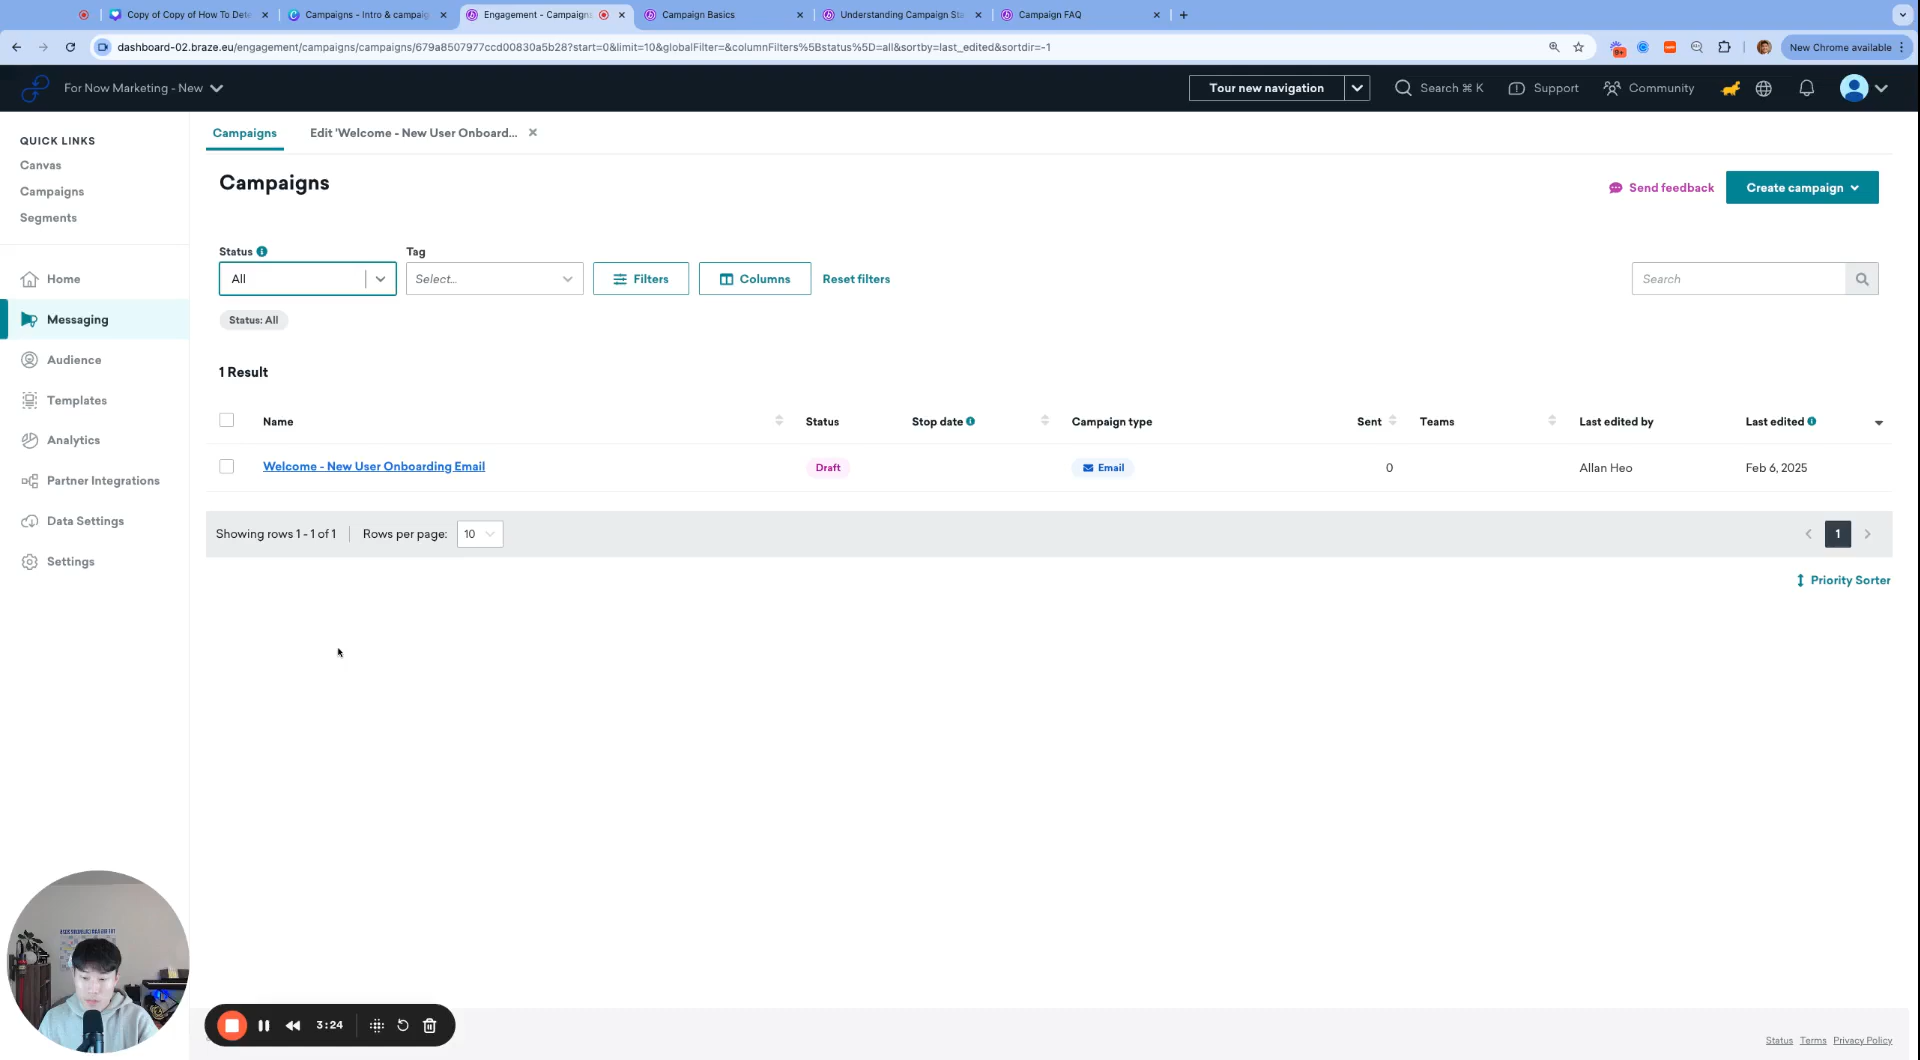 Copy of Copy of How To Dete
Campaigns - Intro & campaig
Engagement - Campaigns
Campaign Basics
Understanding Campaign Sta
Campaign FAQ
dashboard-02.braze.eu/engagement/campaigns/campaigns/679a8507977ccd00830a5b28?start=0&limit=10&globalFilter=&columnFilters%5Bstatus%5D=all&sortby=last_edited&sortdir=-1
9+
New Chrome available
For Now Marketing - New
Tour new navigation
Search ⌘ K
Support
Community
QUICK LINKS
Canvas
Campaigns
Segments
Home
Messaging
Audience
Templates
Analytics
Partner Integrations
Data Settings
Settings
Campaigns
Edit 'Welcome - New User Onboard...
Campaigns
Send feedback
Create campaign
Status
Tag
All
Select...
Filters
Columns
Reset filters
Search
Status: All
1 Result
Name
Status
Stop date
Campaign type
Sent
Teams
Last edited by
Last edited
Welcome - New User Onboarding Email
Draft
Email
0
Allan Heo
Feb 6, 2025
Showing rows 1 - 1 of 1
Rows per page:
10
1
Priority Sorter
3:24
Status
Terms
Privacy Policy